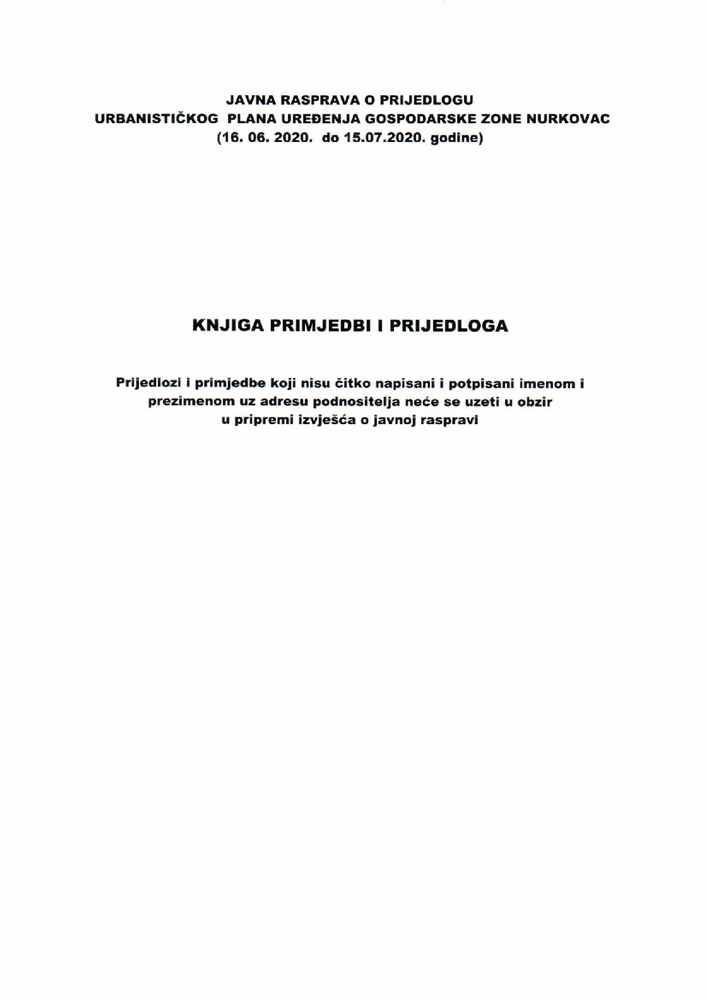 JAVNA RASPRAVA O PRIJEDLOGU
URBANISTIČKOG PLANA UREĐENJA GOSPODARSKE ZONE NURKOVAC
(16. 06. 2020. do 15.07.2020. godine)
KNJIGA PRIMJEDBI I PRIJEDLOGA
Prijedlozi i primjedbe koji nisu čitko napisani i potpisani imenom i
prezimenom uz adresu podnositelja neće se uzeti u obzir
u pripremi izvješća o javnoj raspravi